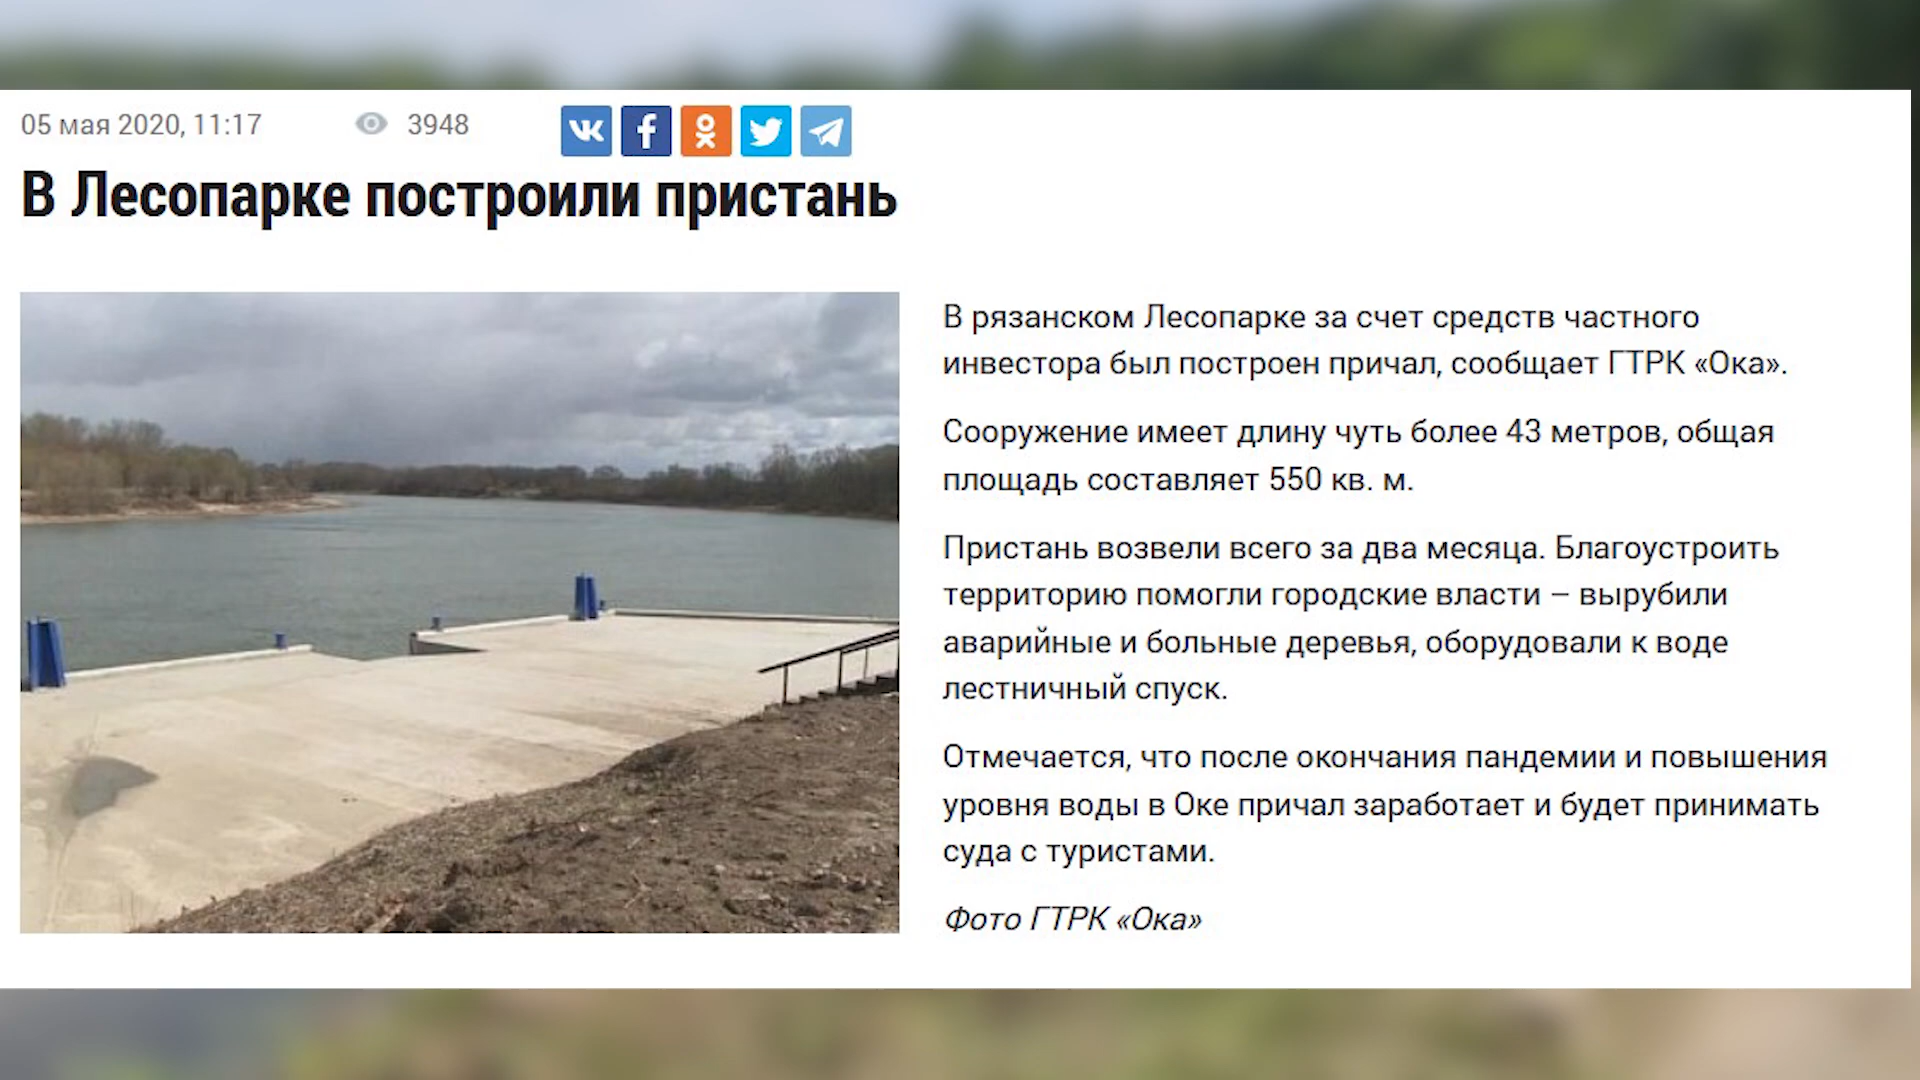 05 мая 2020, 11:17
3948
В Лесопарке построили пристань
В рязанском Лесопарке за счет средств частного
инвестора был построен причал, сообщает ГТРК «Ока».
Сооружение имеет длину чуть более 43 метров, общая
площадь составляет 550 кв. м.
Пристань возвели всего за два месяца. Благоустроить
территорию помогли городские власти – вырубили
аварийные и больные деревья, оборудовали к воде
лестничный спуск.
Отмечается, что после окончания пандемии и повышения
уровня воды в Оке причал заработает и будет принимать
суда с туристами.
Фото ГТРК «Ока»